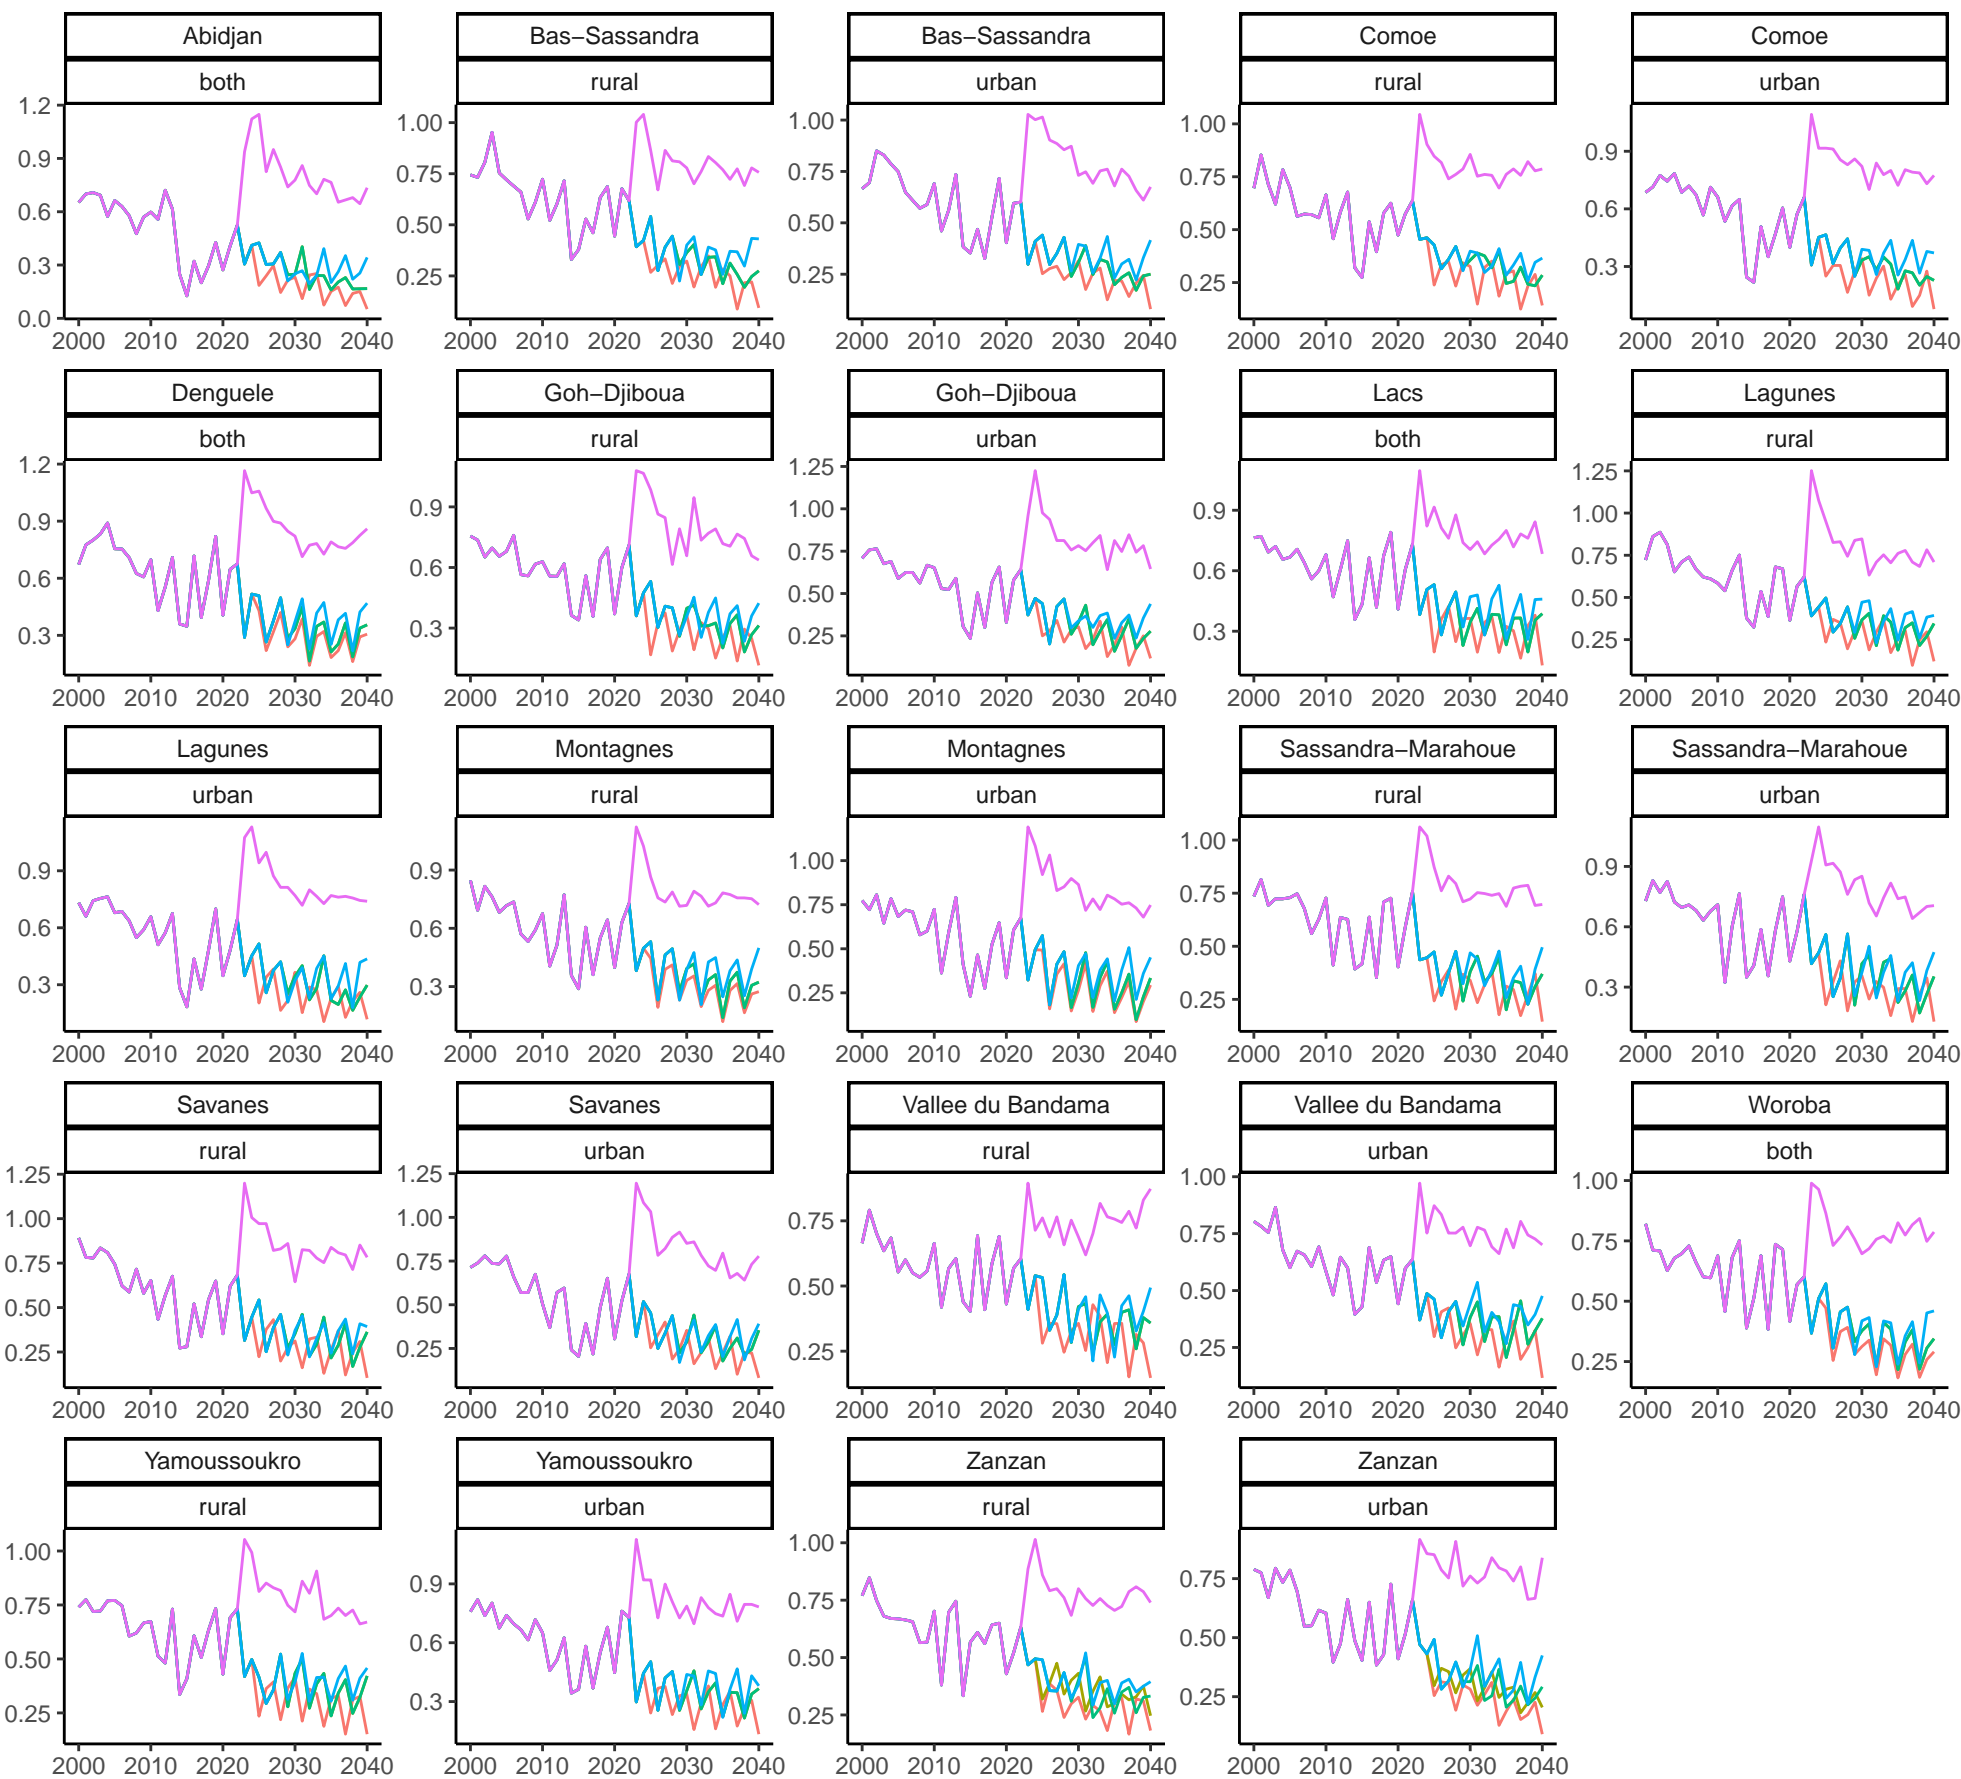 Abidjan Bas−Sassandra Bas−Sassandra Comoe Comoe
both rural urban rural urban
1.2 1.00 1.00 1.00 0.9
0.9 0.75 0.75 0.75 0.6
0.6 0.50 0.50 0.50 0.3
0.3 0.25 0.25 0.25
0.0
2000 2010 2020 2030 2040 2000 2010 2020 2030 2040 2000 2010 2020 2030 2040 2000 2010 2020 2030 2040 2000 2010 2020 2030 2040
Denguele Goh−Djiboua Goh−Djiboua Lacs Lagunes
both rural urban both rural
1.2 0.9 1.25 0.9 1.25
0.9 0.6 1.00 0.6 1.00
0.6 0.3 0.75 0.3 0.75
0.3 0.50 0.50
0.25 0.25
2000 2010 2020 2030 2040 2000 2010 2020 2030 2040 2000 2010 2020 2030 2040 2000 2010 2020 2030 2040 2000 2010 2020 2030 2040
Lagunes Montagnes Montagnes Sassandra−Marahoue Sassandra−Marahoue
urban rural urban rural urban
0.9 0.9 1.00 1.00 0.9
0.6 0.6 0.75 0.75 0.6
0.3 0.3 0.50 0.50 0.3
0.25 0.25
2000 2010 2020 2030 2040 2000 2010 2020 2030 2040 2000 2010 2020 2030 2040 2000 2010 2020 2030 2040 2000 2010 2020 2030 2040
Savanes Savanes Vallee du Bandama Vallee du Bandama Woroba
rural urban rural urban both
1.25 1.25 0.75 1.00 1.00
1.00 1.00 0.50 0.75 0.75
0.75 0.75 0.25 0.50 0.50
0.50 0.50 0.25 0.25
0.25 0.25
2000 2010 2020 2030 2040 2000 2010 2020 2030 2040 2000 2010 2020 2030 2040 2000 2010 2020 2030 2040 2000 2010 2020 2030 2040
Yamoussoukro Yamoussoukro Zanzan Zanzan
rural urban rural urban
1.00 0.9 1.00 0.75
0.75 0.6 0.75 0.50
0.50 0.3 0.50 0.25
0.25 0.25
2000 2010 2020 2030 2040 2000 2010 2020 2030 2040 2000 2010 2020 2030 2040 2000 2010 2020 2030 2040